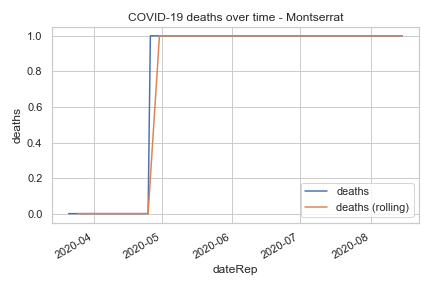 COVID-19 deaths over time - Montserrat
deaths
1.0
0.8
0.6
0.4
0.2
0.0
deaths
deaths (rolling)
2020-04
2020-05
2020-06
2020-07
2020-08
dateRep